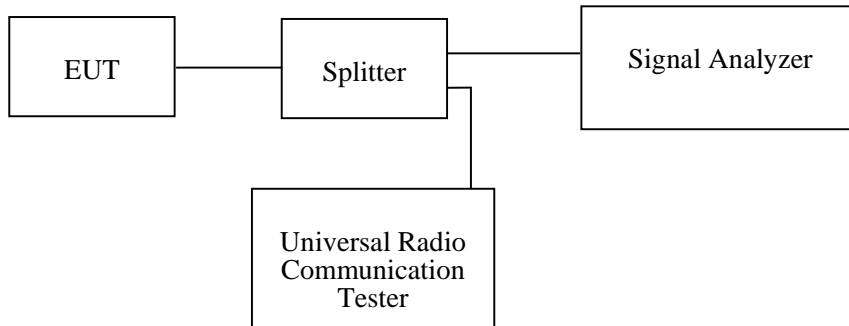 EUT
Splitter
Signal Analyzer
Universal Radio
Communication
Tester